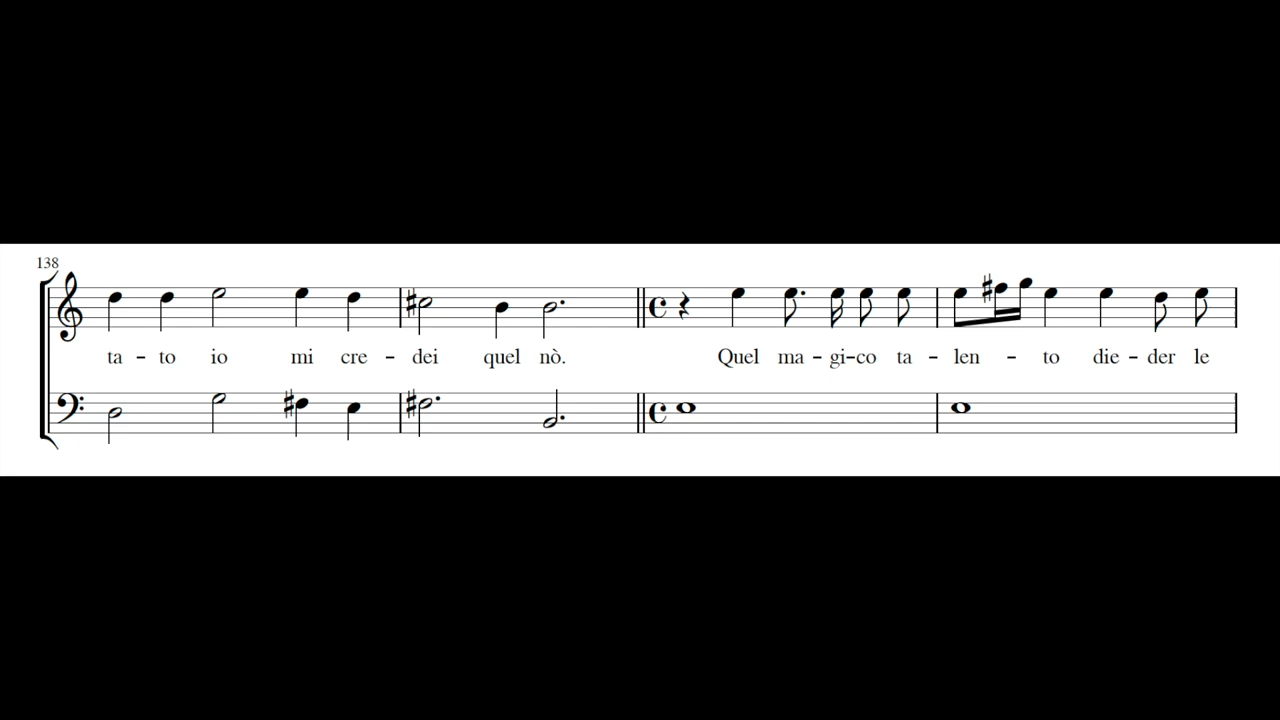 138
ta - to io mi cre - dei quel nò. Quel ma - gi - co ta - len - to die - der le